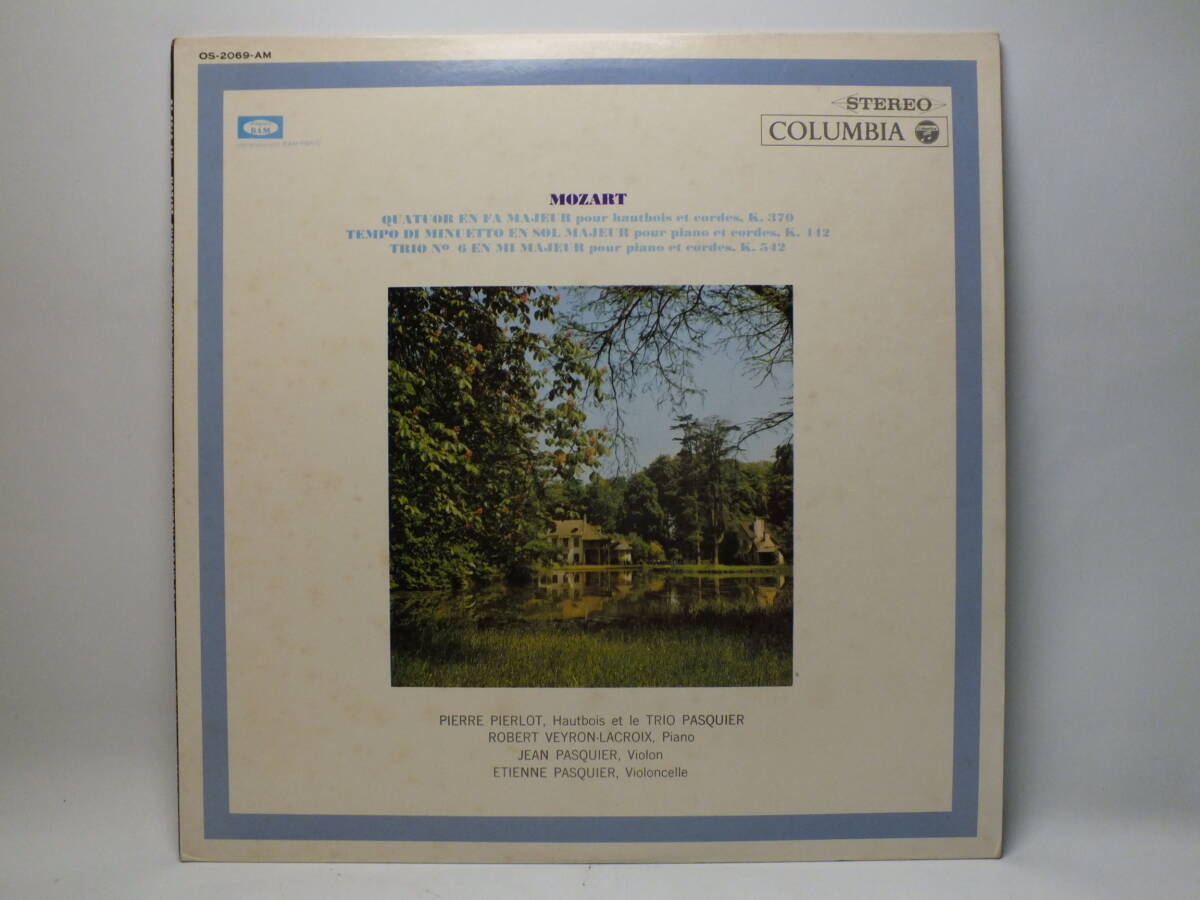 OS-2069-AM
BAM
STEREO
COLUMBIA
MOZART
QUATUOR EN FA MAJEUR pour hautbois et cordes, K. 370
TEMPO DI MINUETTO EN SOL MAJEUR pour piano et cordes, K. 442
TRIO Nº 6 EN MI MAJEUR pour piano et cordes, K. 542
PIERRE PIERLOT, Hautbois et le TRIO PASQUIER
ROBERT VEYRON-LACROIX, Piano
JEAN PASQUIER, Violon
ETIENNE PASQUIER, Violoncelle